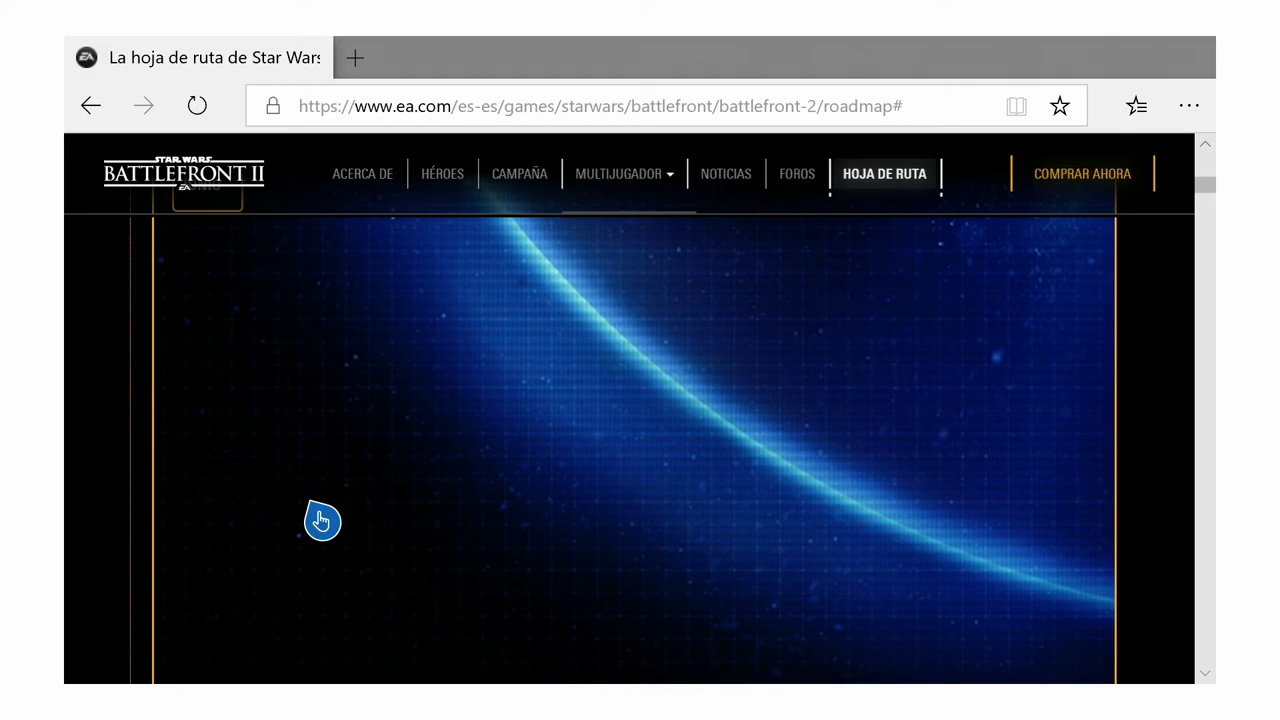 La hoja de ruta de Star Wars
https://www.ea.com/es-es/games/starwars/battlefront/battlefront-2/roadmap#
STAR WARS
BATTLEFRONT II
EA
ACERCA DE
HÉROES
CAMPAÑA
MULTIJUGADOR
NOTICIAS
FOROS
HOJA DE RUTA
COMPRAR AHORA